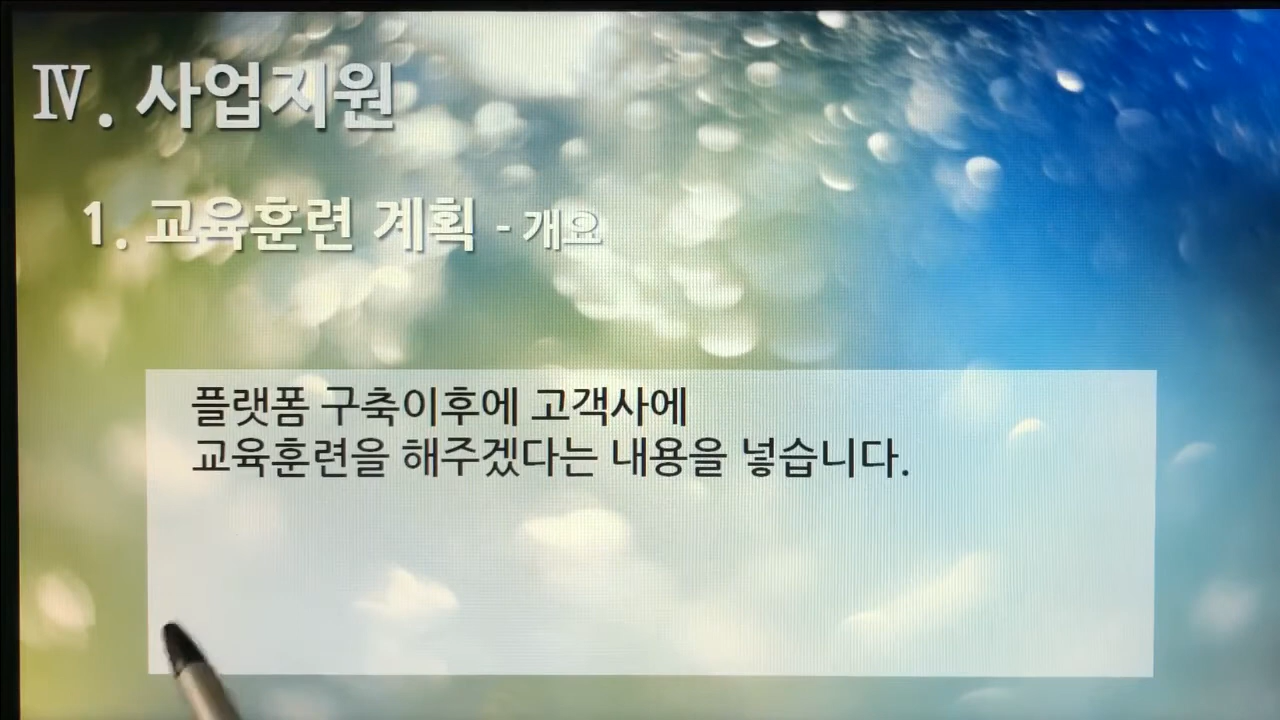 Ⅳ. 사업지원
1. 교육훈련 계획 - 개요
플랫폼 구축이후에 고객사에
교육훈련을 해주겠다는 내용을 넣습니다.